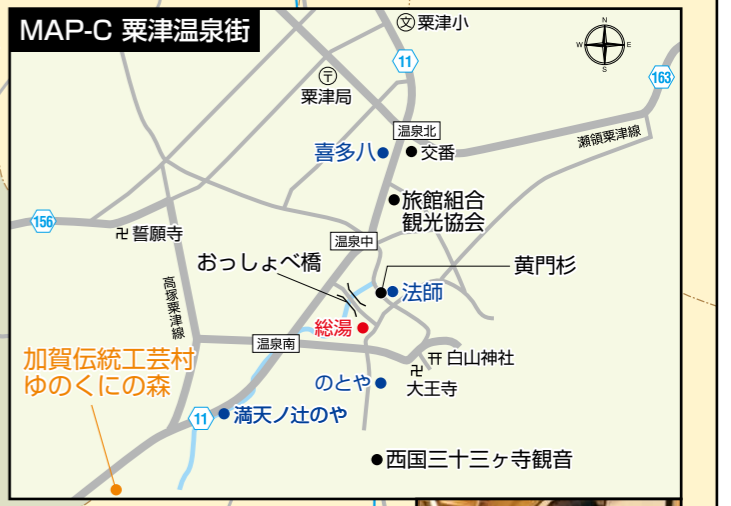 MAP-C 粟津温泉街
文 粟津小
N
W E
S
11
163
〒
粟津局
温泉北
瀬領粟津線
喜多八
交番
旅館組合
観光協会
156
卍 誓願寺
温泉中
おっしょべ橋
黄門杉
法師
高塚粟津線
総湯
温泉南
白山神社
卍
大王寺
加賀伝統工芸村
ゆのくにの森
のとや
11
満天ノ辻のや
西国三十三ヶ寺観音